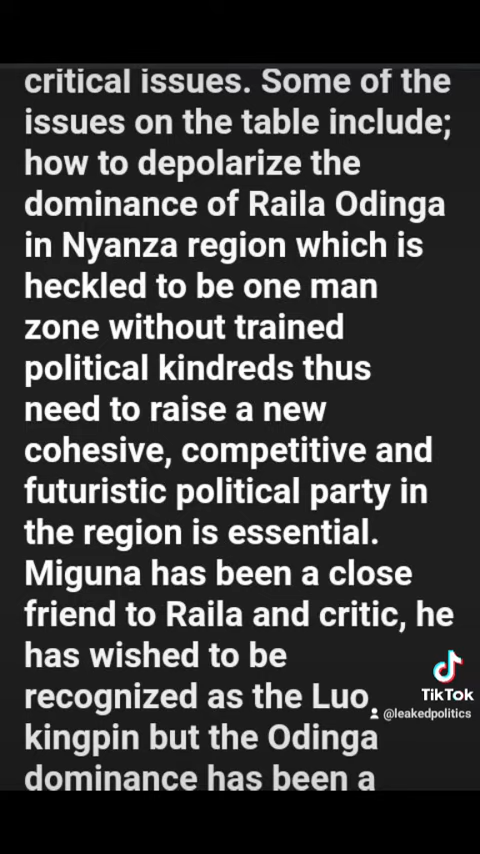 critical issues. Some of the
issues on the table include;
how to depolarize the
dominance of Raila Odinga
in Nyanza region which is
heckled to be one man
zone without trained
political kindreds thus
need to raise a new
cohesive, competitive and
futuristic political party in
the region is essential.
Miguna has been a close
friend to Raila and critic, he
has wished to be
recognized as the Luo
kingpin but the Odinga
dominance has been a
TikTok
@leakedpolitics